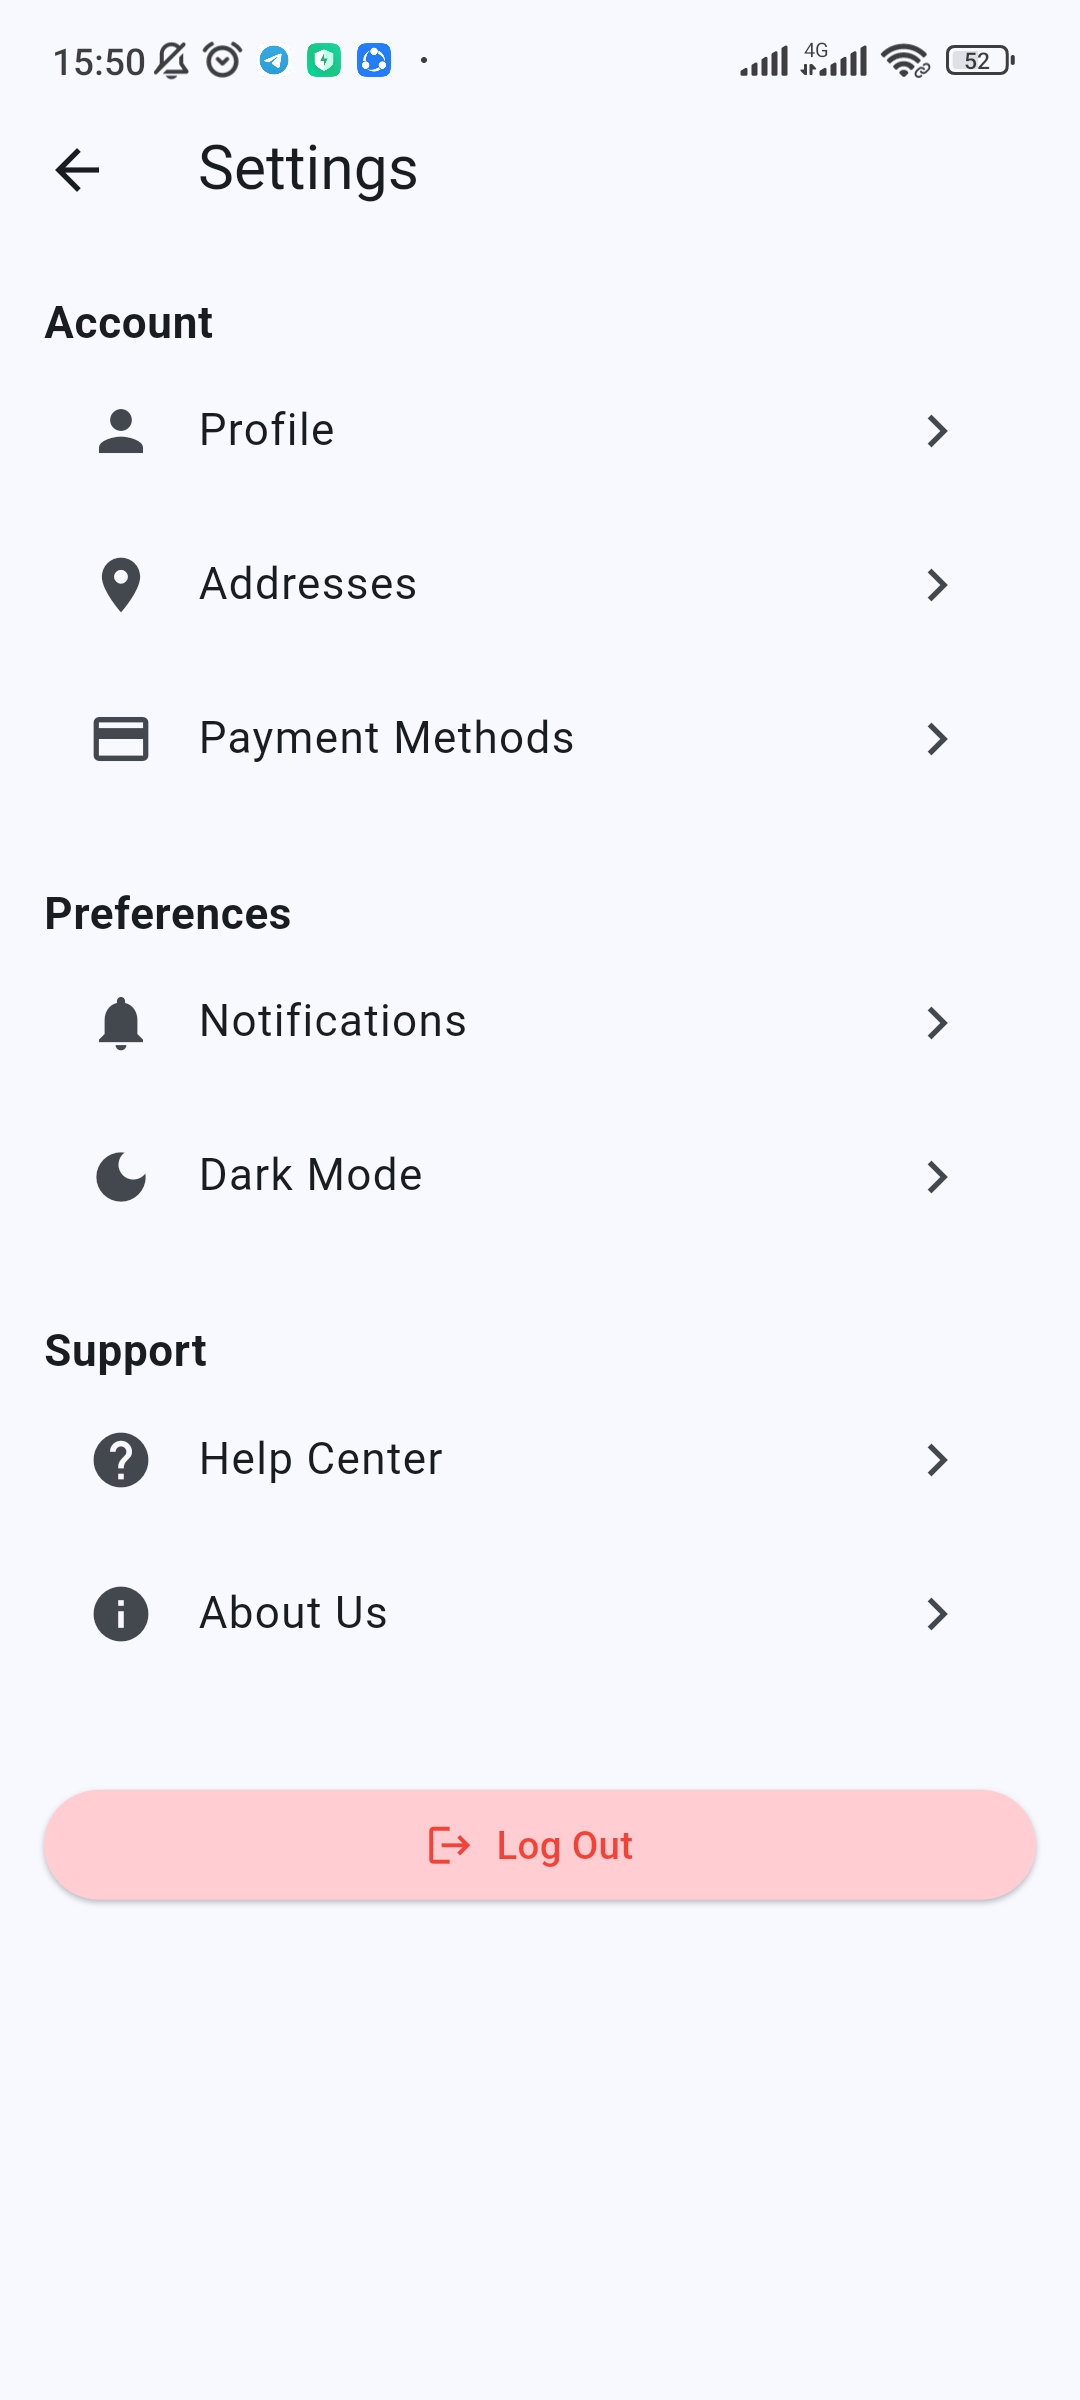 15:50 4G 52
Settings
Account
Profile
Addresses
Payment Methods
Preferences
Notifications
Dark Mode
Support
Help Center
About Us
Log Out